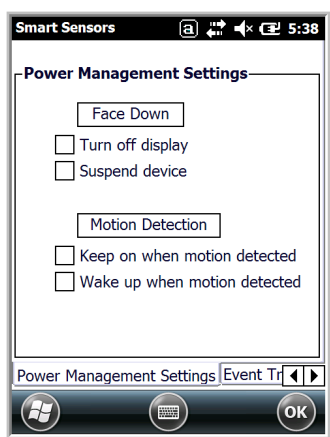 Smart Sensors a 5:38
Power Management Settings
Face Down
Turn off display
Suspend device
Motion Detection
Keep on when motion detected
Wake up when motion detected
Power Management Settings Event Tr
OK